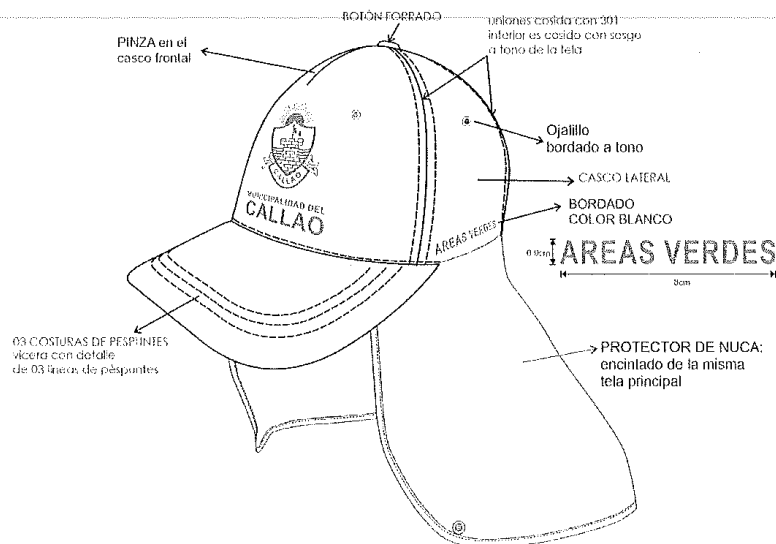 BOTÓN FORRADO
uniones cosida con 301
interior es cosido con sesgo
a tono de la tela
PINZA en el
casco frontal
Ojalillo
bordado a tono
CASCO LATERAL
BORDADO
COLOR BLANCO
CALLAO
MUNICIPALIDAD DEL
CALLAO
AREAS VERDES
0.9cm
AREAS VERDES
8cm
03 COSTURAS DE PESPUNTES
vicera con detalle
de 03 líneas de pespuntes
PROTECTOR DE NUCA:
encintado de la misma
tela principal